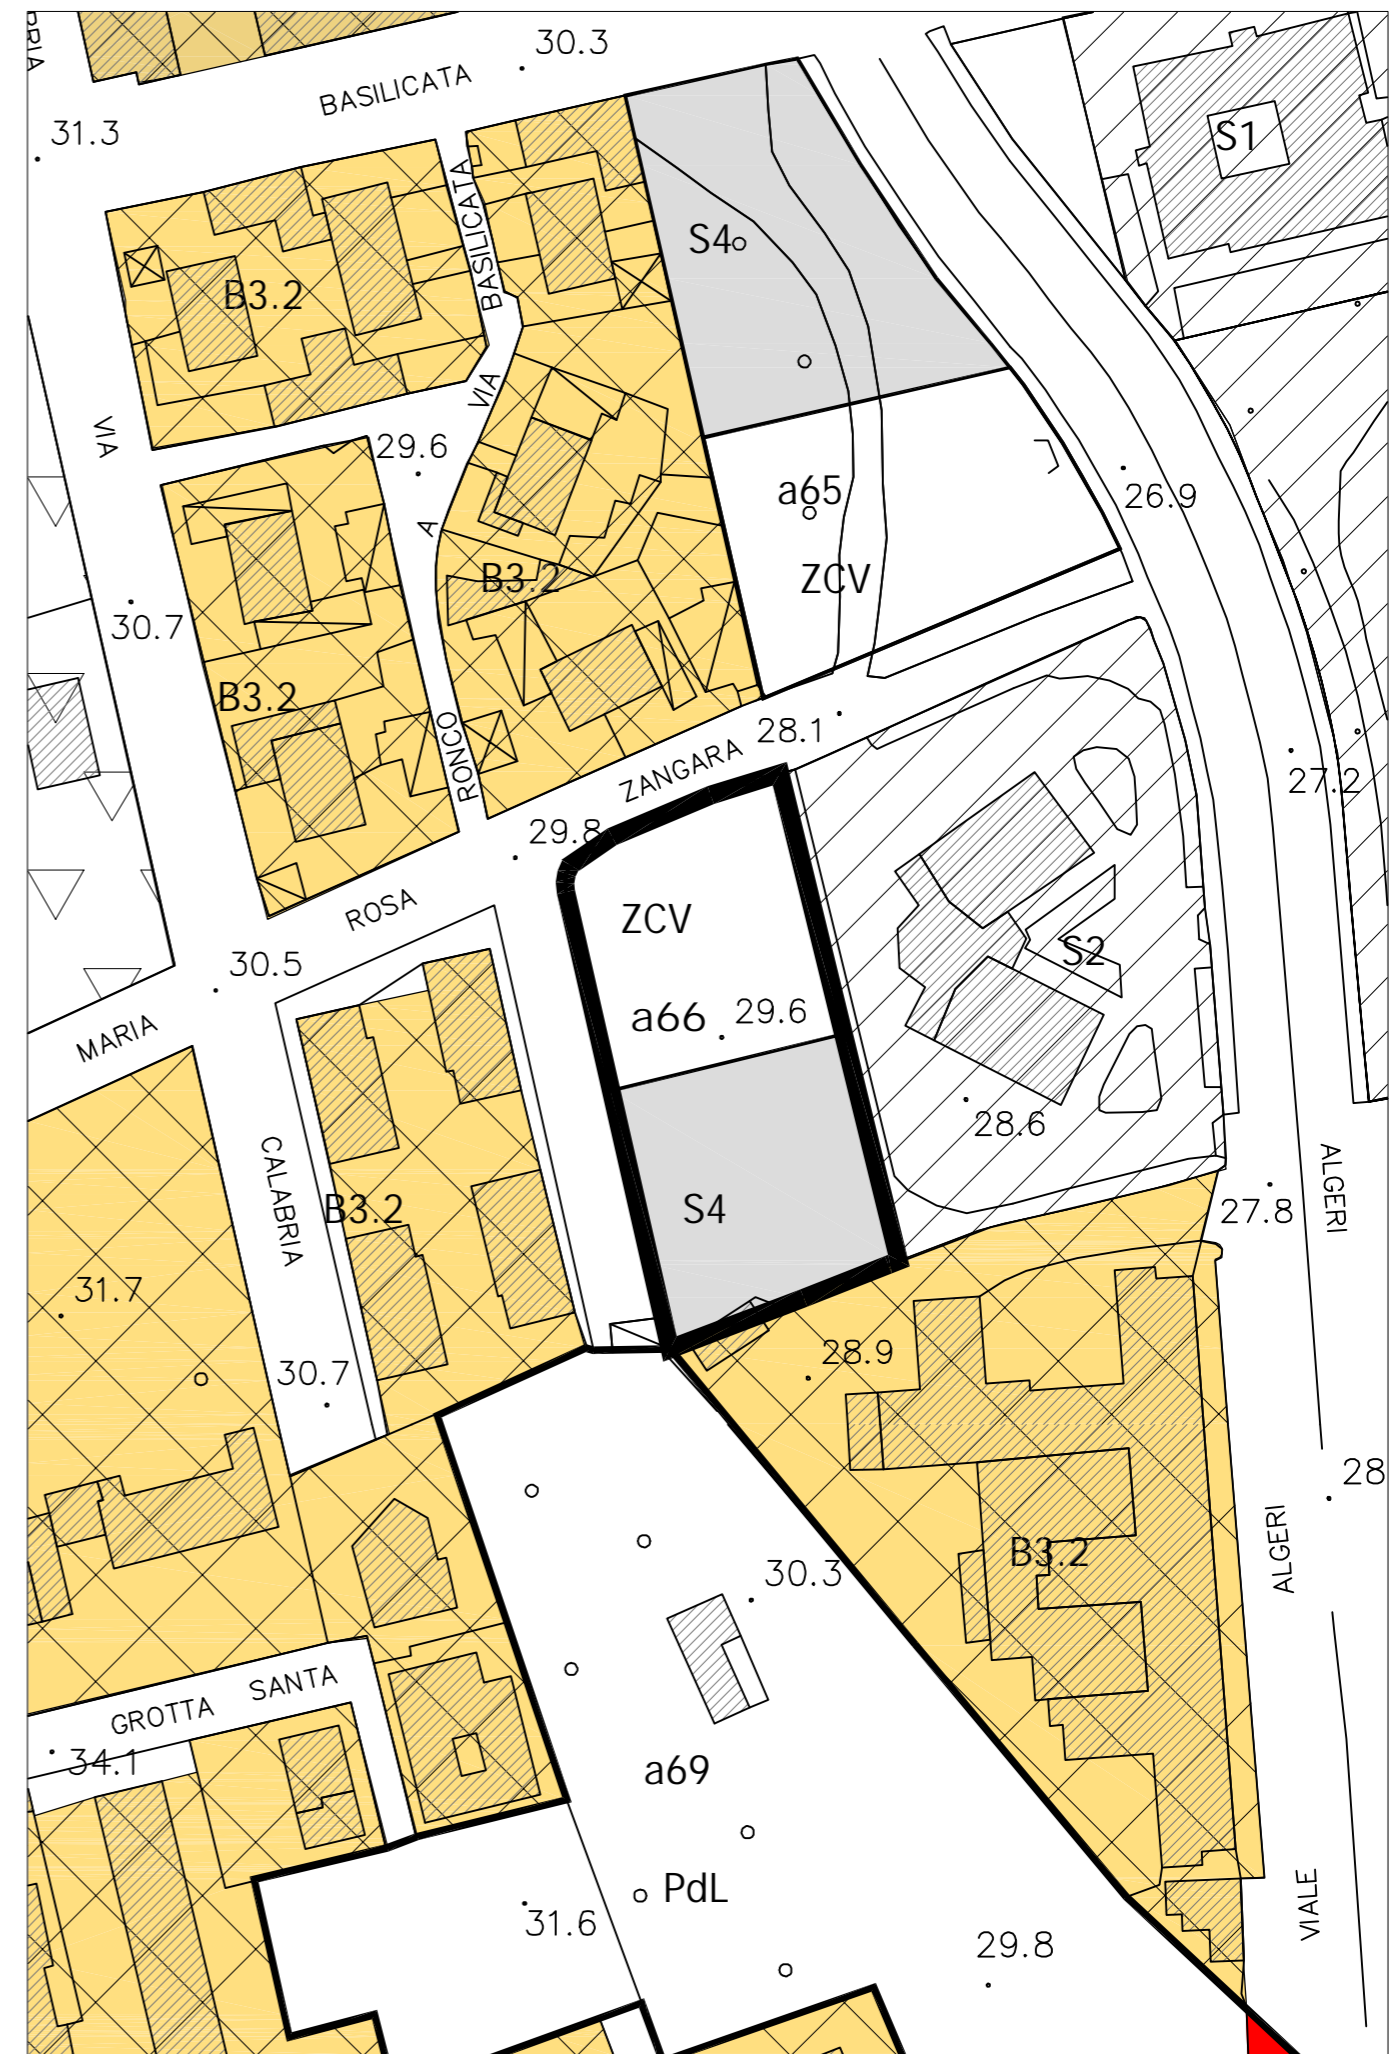 30.3
BASILICATA
31.3
S1
BASILICATA
S4
B3.2
VIA
VIA
29.6
a65
26.9
A
B3.2
ZCV
30.7
B3.2
RONCO
28.1
ZANGARA
27.2
29.8
ROSA
ZCV
30.5
S2
a66
29.6
MARIA
28.6
CALABRIA
B3.2
S4
ALGERI
27.8
31.7
28.9
30.7
28
ALGERI
B3.2
30.3
GROTTA SANTA
34.1
a69
PdL
VIALE
31.6
29.8